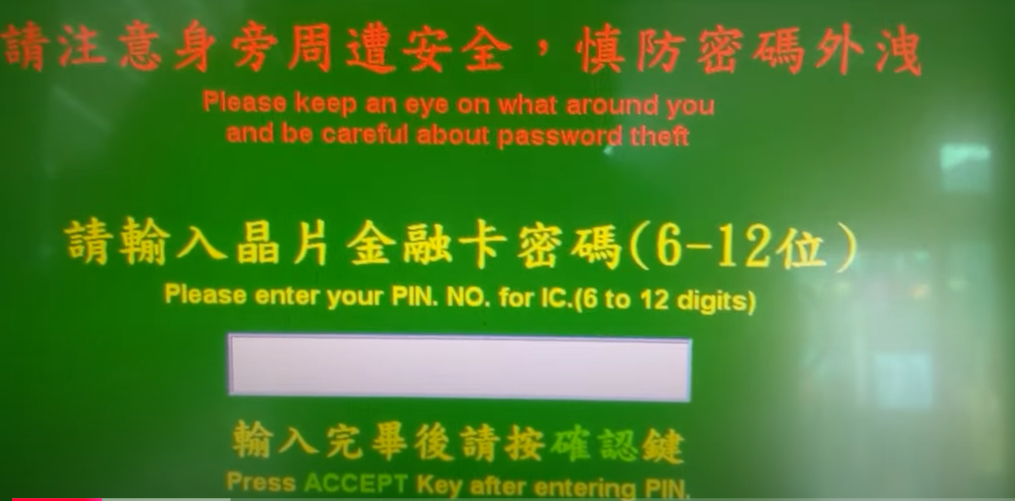 請注意身旁周遭安全，慎防密碼外洩
Please keep an eye on what around you
and be careful about password theft
請輸入晶片金融卡密碼(6-12位)
Please enter your PIN. NO. for IC.(6 to 12 digits)
輸入完畢後請按確認鍵
Press ACCEPT Key after entering PIN.